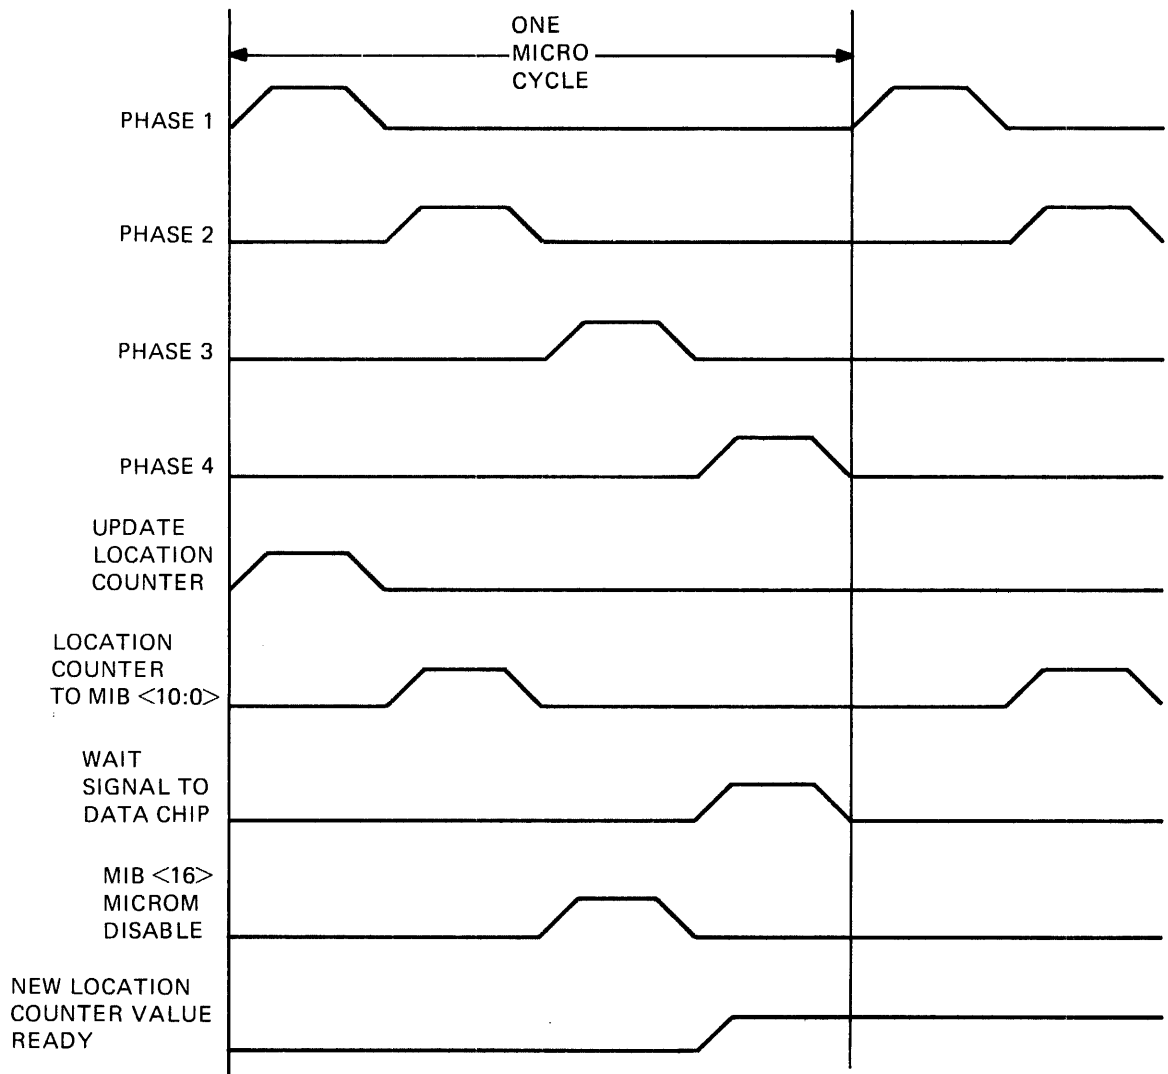 ONE
MICRO
CYCLE
PHASE 1
PHASE 2
PHASE 3
PHASE 4
UPDATE
LOCATION
COUNTER
LOCATION
COUNTER
TO MIB <10:0>
WAIT
SIGNAL TO
DATA CHIP
MIB <16>
MICROM
DISABLE
NEW LOCATION
COUNTER VALUE
READY